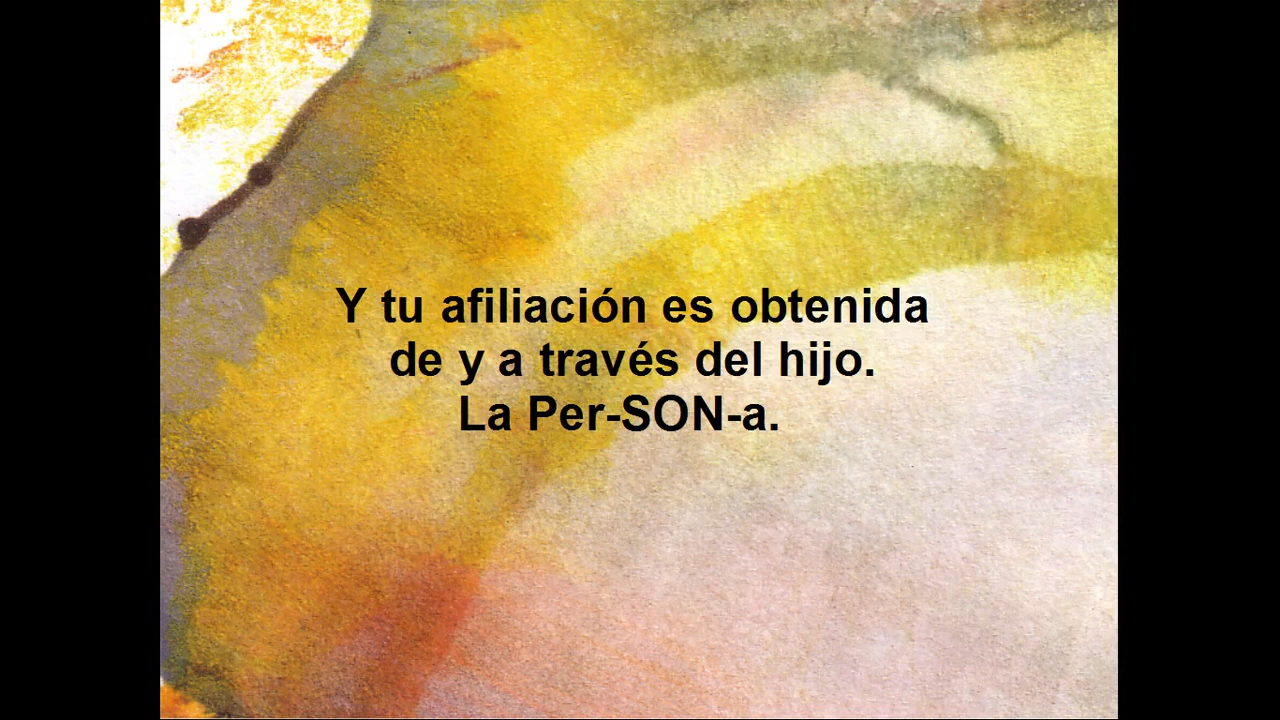 Y tu afiliación es obtenida
de y a través del hijo.
La Per-SON-a.